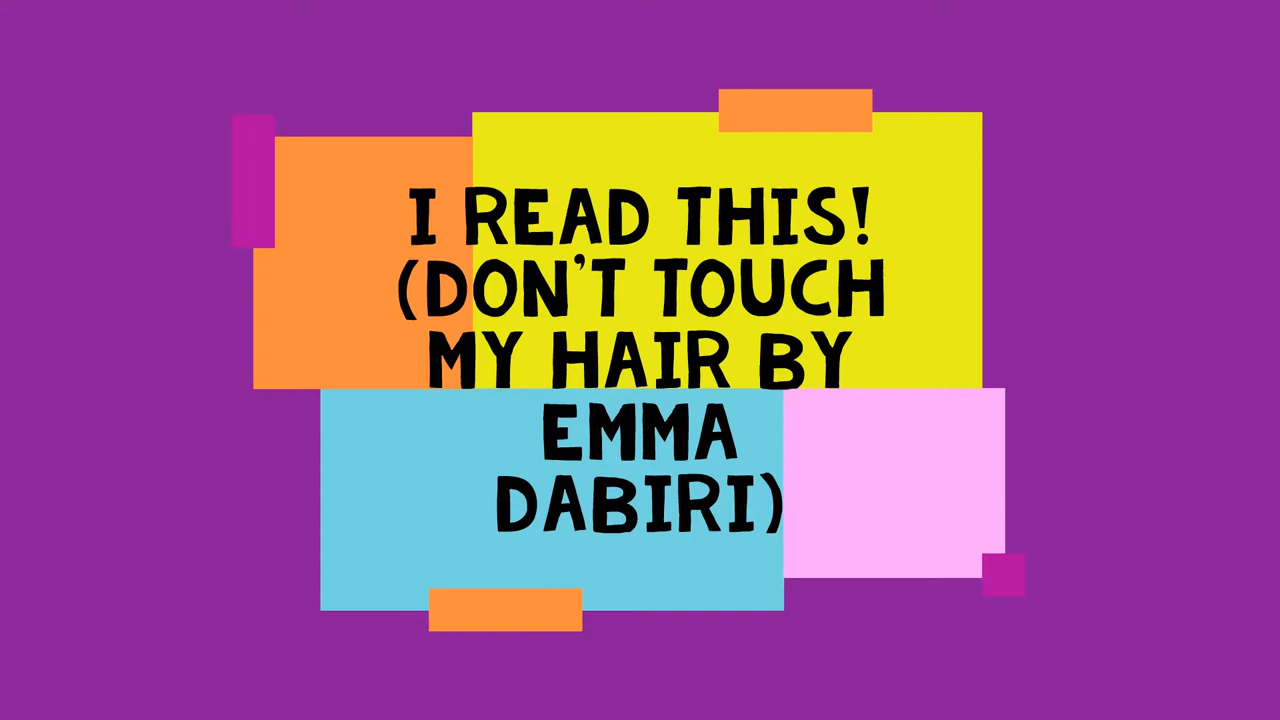 I READ THIS!
(DON'T TOUCH
MY HAIR BY
EMMA
DABIRI)